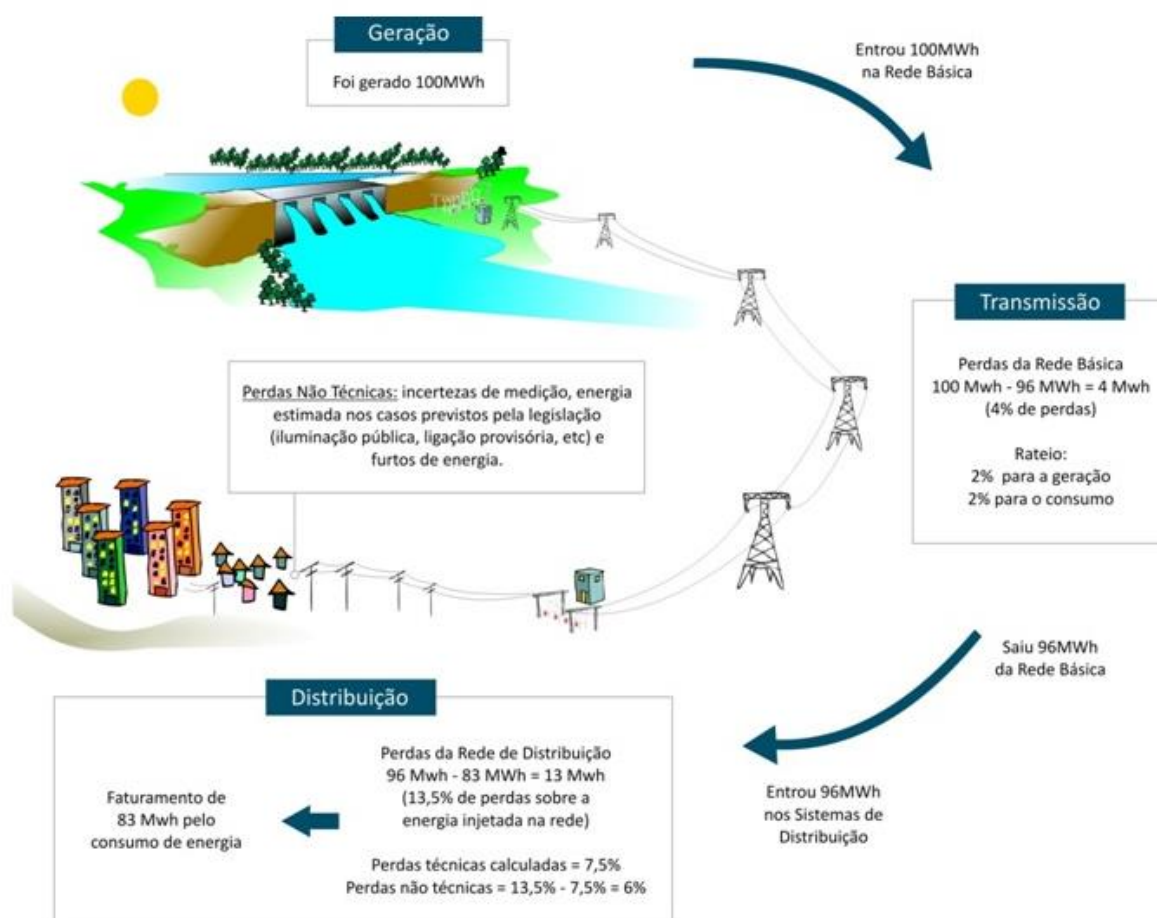 Geração
Foi gerado 100MWh
Entrou 100MWh
na Rede Básica
Transmissão
Perdas da Rede Básica
100 Mwh - 96 MWh = 4 Mwh
(4% de perdas)
Rateio:
2% para a geração
2% para o consumo
Perdas Não Técnicas: incertezas de medição, energia
estimada nos casos previstos pela legislação
(iluminação pública, ligação provisória, etc) e
furtos de energia.
Saiu 96MWh
da Rede Básica
Entrou 96MWh
nos Sistemas de
Distribuição
Distribuição
Perdas da Rede de Distribuição
96 Mwh - 83 MWh = 13 Mwh
(13,5% de perdas sobre a
energia injetada na rede)
Perdas técnicas calculadas = 7,5%
Perdas não técnicas = 13,5% - 7,5% = 6%
Faturamento de
83 Mwh pelo
consumo de energia